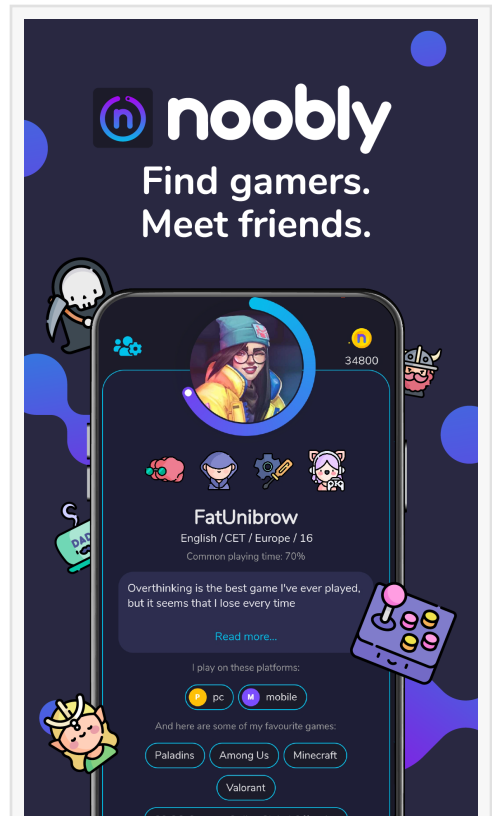 n noobly
Find gamers.
Meet friends.
n
34800
FatUnibrow
English / CET / Europe / 16
Common playing time: 70%
Overthinking is the best game I've ever played,
but it seems that I lose every time
Read more...
I play on these platforms:
P pc M mobile
And here are some of my favourite games:
Paladins Among Us Minecraft
Valorant